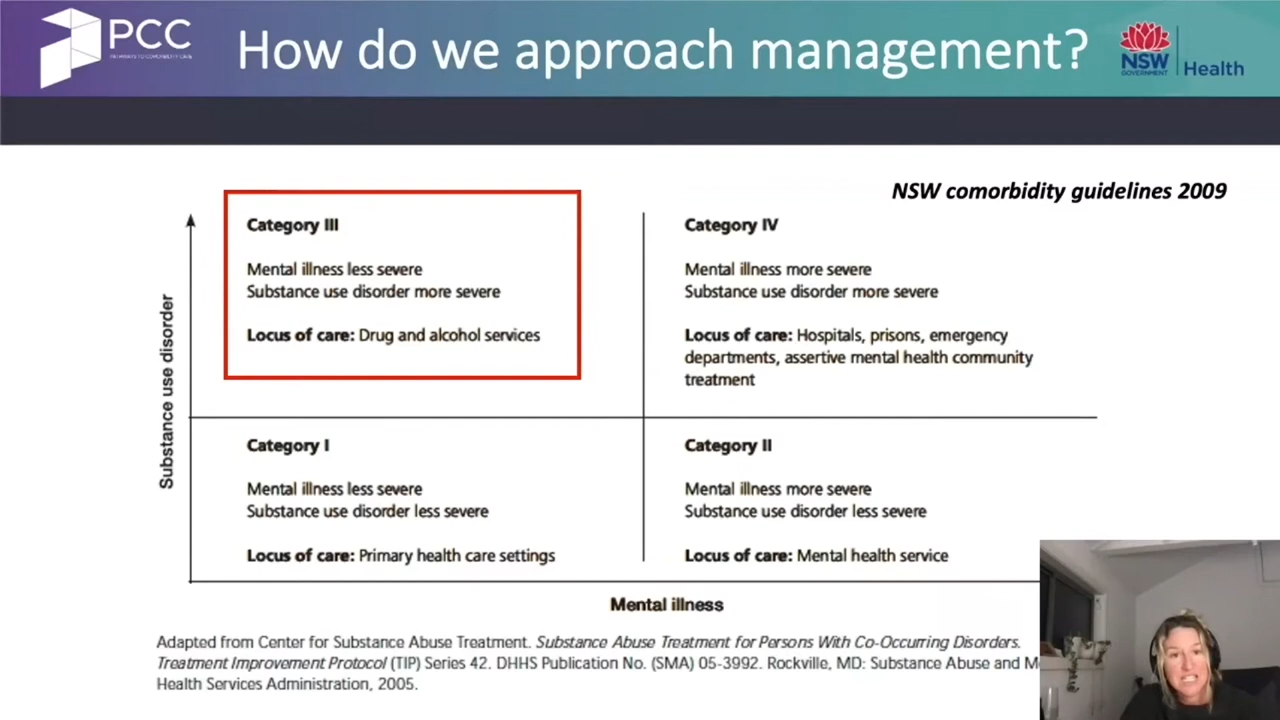 PCC
PATHWAYS TO COMORBIDITY CARE
How do we approach management?
NSW
GOVERNMENT
Health
NSW comorbidity guidelines 2009
Category III
Mental illness less severe
Substance use disorder more severe
Locus of care: Drug and alcohol services
Category IV
Mental illness more severe
Substance use disorder more severe
Locus of care: Hospitals, prisons, emergency
departments, assertive mental health community
treatment
Substance use disorder
Category I
Mental illness less severe
Substance use disorder less severe
Locus of care: Primary health care settings
Category II
Mental illness more severe
Substance use disorder less severe
Locus of care: Mental health service
Mental illness
Adapted from Center for Substance Abuse Treatment. Substance Abuse Treatment for Persons With Co-Occurring Disorders.
Treatment Improvement Protocol (TIP) Series 42. DHHS Publication No. (SMA) 05-3992. Rockville, MD: Substance Abuse and
Health Services Administration, 2005.